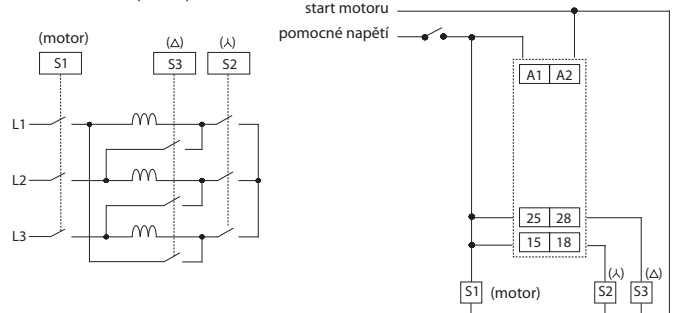 start motoru
pomocné napětí
(motor)
(△)
(⅄)
S1
S3
S2
L1
L2
L3
A1 A2
25 28
15 18
S1 (motor)
(⅄)
S2
(△)
S3